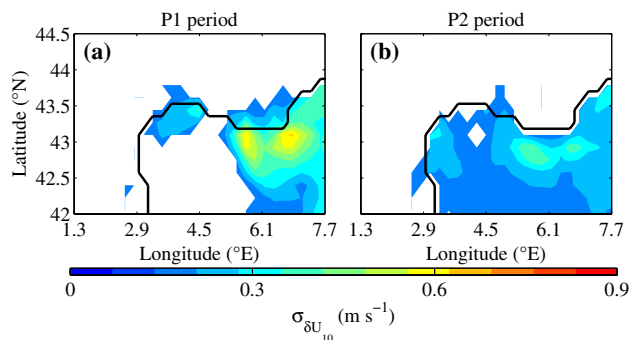 P1 period
P2 period
44.5
44
43.5
43
42.5
42
Latitude (°N)
(a)
(b)
1.3 2.9 4.5 6.1 7.7
1.3 2.9 4.5 6.1 7.7
Longitude (°E)
Longitude (°E)
0 0.3 0.6 0.9
σδU10 (m s−1)